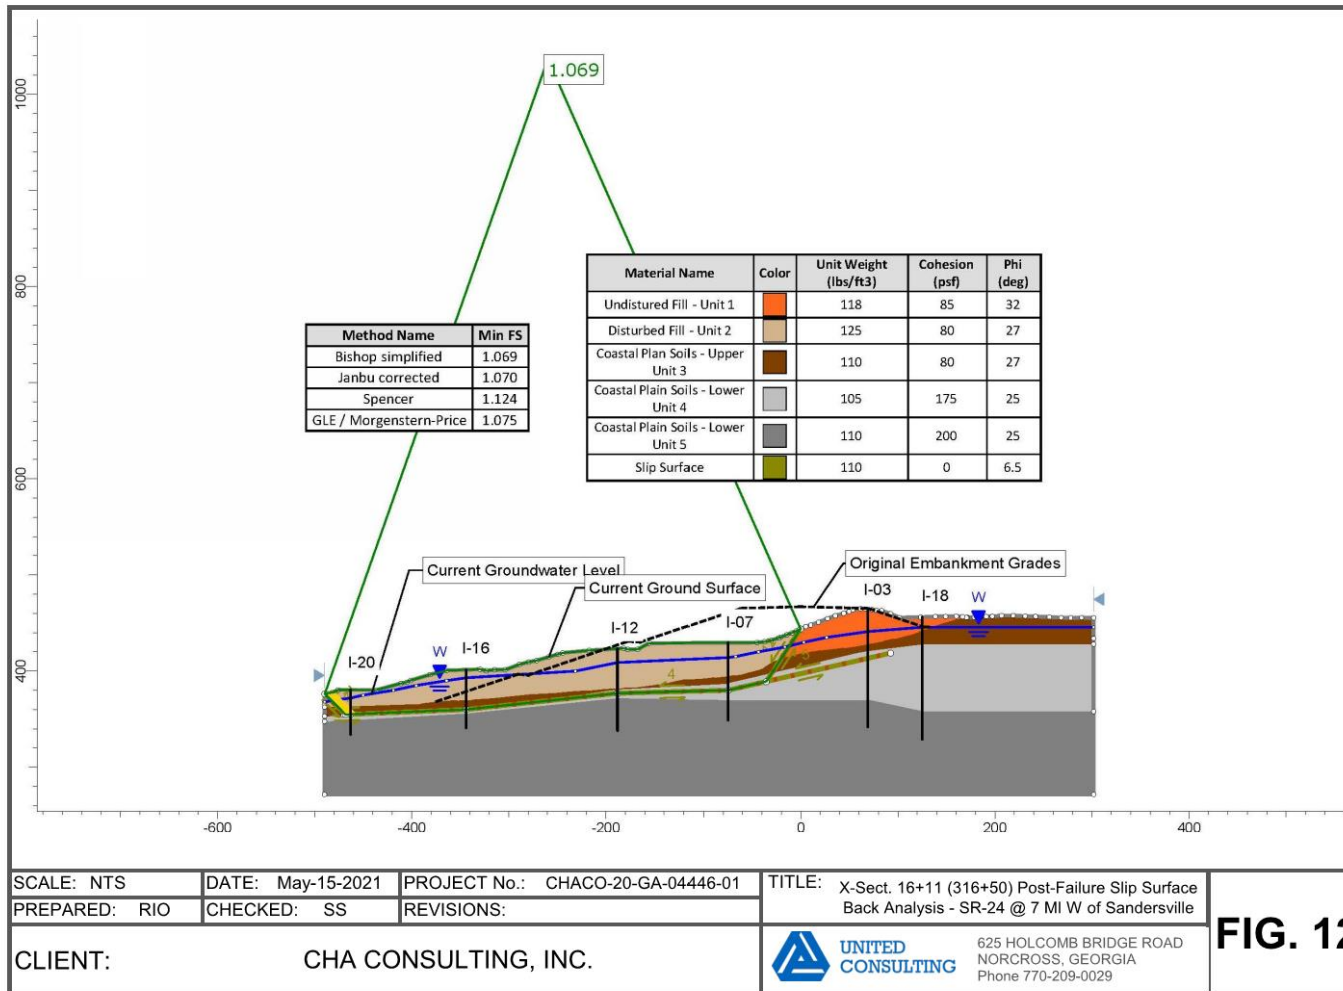 1.069
1000
800
600
400
Material Name Color Unit Weight (lbs/ft3) Cohesion (psf) Phi (deg)
Undistured Fill - Unit 1 118 85 32
Disturbed Fill - Unit 2 125 80 27
Coastal Plan Soils - Upper Unit 3 110 80 27
Coastal Plain Soils - Lower Unit 4 105 175 25
Coastal Plain Soils - Lower Unit 5 110 200 25
Slip Surface 110 0 6.5
Method Name Min FS
Bishop simplified 1.069
Janbu corrected 1.070
Spencer 1.124
GLE / Morgenstern-Price 1.075
Current Groundwater Level
Current Ground Surface
Original Embankment Grades
I-20
W
I-16
I-12
I-07
I-03
I-18
W
4
-600 -400 -200 0 200 400
SCALE: NTS
DATE: May-15-2021
PROJECT No.: CHACO-20-GA-04446-01
PREPARED: RIO
CHECKED: SS
REVISIONS:
TITLE: X-Sect. 16+11 (316+50) Post-Failure Slip Surface
Back Analysis - SR-24 @ 7 MI W of Sandersville
CLIENT: CHA CONSULTING, INC.
UNITED
CONSULTING
625 HOLCOMB BRIDGE ROAD
NORCROSS, GEORGIA
Phone 770-209-0029
FIG. 12